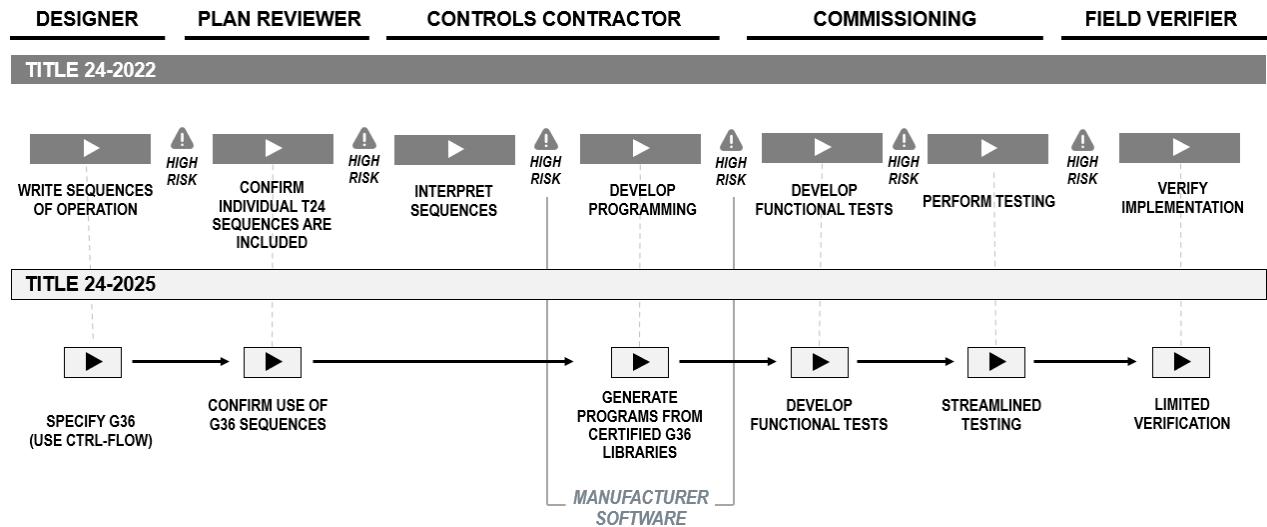 DESIGNER
PLAN REVIEWER
CONTROLS CONTRACTOR
COMMISSIONING
FIELD VERIFIER
TITLE 24-2022
HIGH
RISK
HIGH
RISK
HIGH
RISK
HIGH
RISK
HIGH
RISK
HIGH
RISK
WRITE SEQUENCES
OF OPERATION
CONFIRM
INDIVIDUAL T24
SEQUENCES ARE
INCLUDED
INTERPRET
SEQUENCES
DEVELOP
PROGRAMMING
DEVELOP
FUNCTIONAL TESTS
PERFORM TESTING
VERIFY
IMPLEMENTATION
TITLE 24-2025
SPECIFY G36
(USE CTRL-FLOW)
CONFIRM USE OF
G36 SEQUENCES
GENERATE
PROGRAMS FROM
CERTIFIED G36
LIBRARIES
DEVELOP
FUNCTIONAL TESTS
STREAMLINED
TESTING
LIMITED
VERIFICATION
MANUFACTURER
SOFTWARE